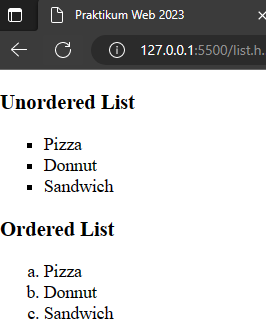 Praktikum Web 2023
127.0.0.1:5500/list.h
Unordered List
Pizza
Donnut
Sandwich
Ordered List
a. Pizza
b. Donnut
c. Sandwich